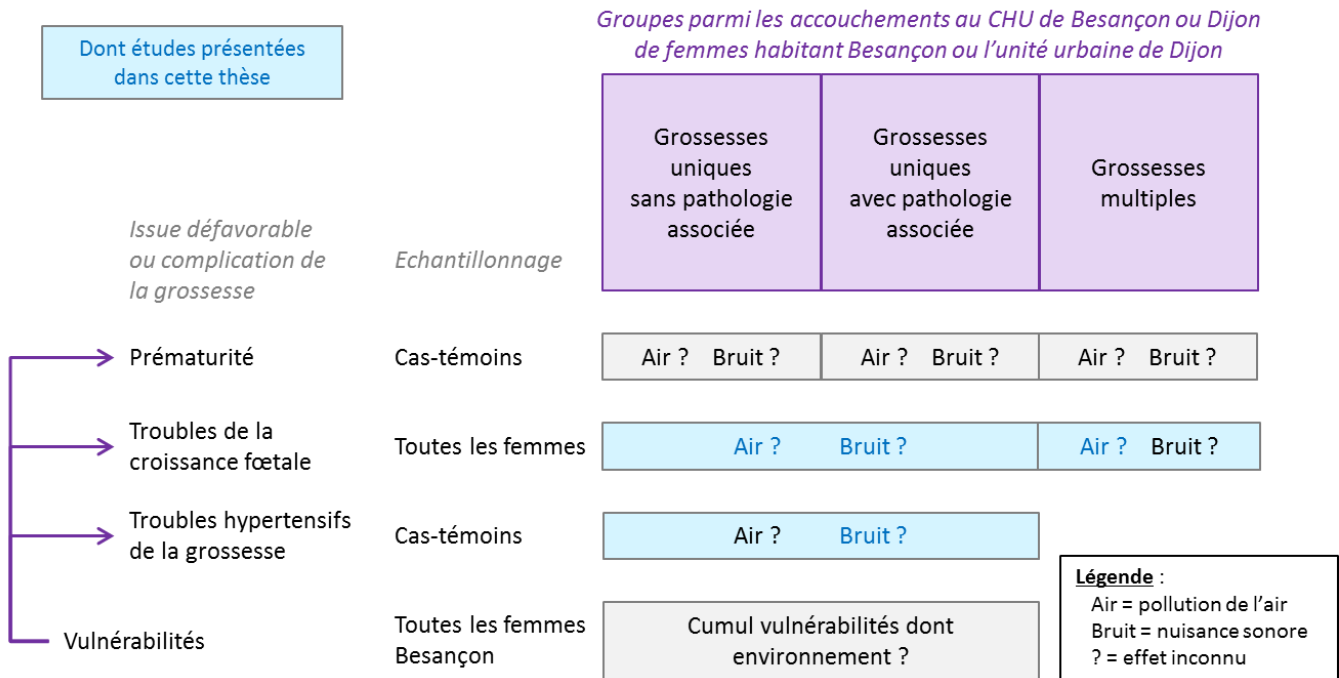 Dont études présentées
dans cette thèse
Groupes parmi les accouchements au CHU de Besançon ou Dijon
de femmes habitant Besançon ou l’unité urbaine de Dijon
Grossesses
uniques
sans pathologie
associée
Grossesses
uniques
avec pathologie
associée
Grossesses
multiples
Issue défavorable
ou complication de
la grossesse
Echantillonnage
Prématurité
Cas-témoins
Air ? Bruit ?
Air ? Bruit ?
Air ? Bruit ?
Troubles de la
croissance fœtale
Toutes les femmes
Air ? Bruit ?
Air ? Bruit ?
Troubles hypertensifs
de la grossesse
Cas-témoins
Air ? Bruit ?
Vulnérabilités
Toutes les femmes
Besançon
Cumul vulnérabilités dont
environnement ?
Légende :
Air = pollution de l’air
Bruit = nuisance sonore
? = effet inconnu